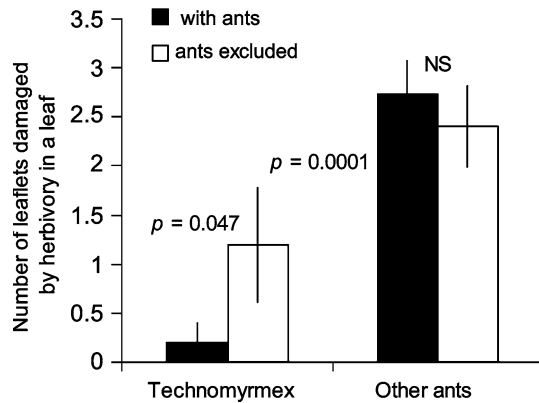 with ants
ants excluded
Number of leaflets damaged
by herbivory in a leaf
3.5
3
2.5
2
1.5
1
0.5
0
NS
p = 0.0001
p = 0.047
Technomyrmex
Other ants